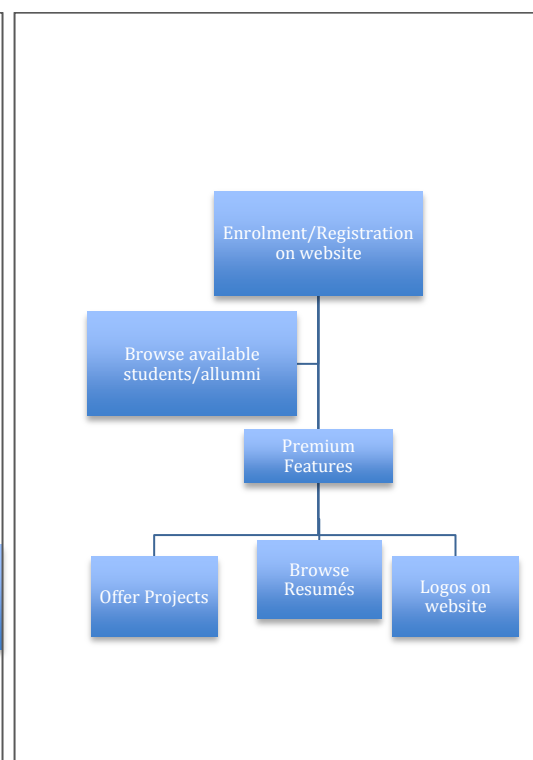 Enrolment/Registration
on website
Browse available
students/allumni
Premium
Features
Offer Projects
Browse
Resumés
Logos on
website